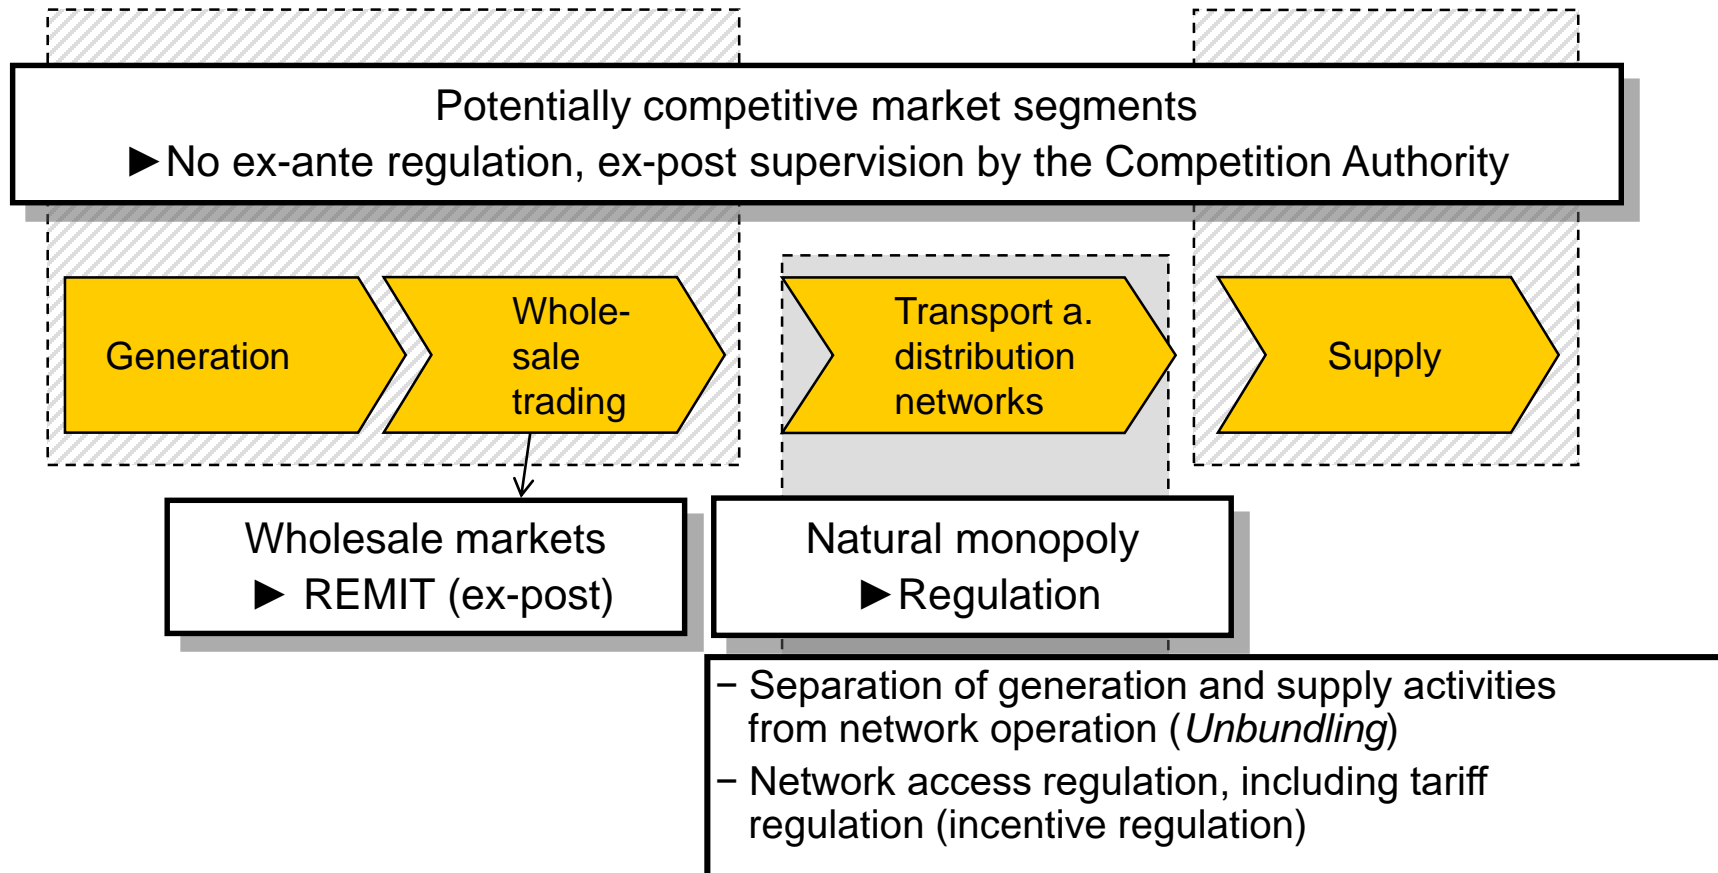 Potentially competitive market segments
►No ex-ante regulation, ex-post supervision by the Competition Authority
Generation
Whole-
sale
trading
Transport a.
distribution
networks
Supply
Wholesale markets
► REMIT (ex-post)
Natural monopoly
►Regulation
− Separation of generation and supply activities
from network operation (Unbundling)
− Network access regulation, including tariff
regulation (incentive regulation)